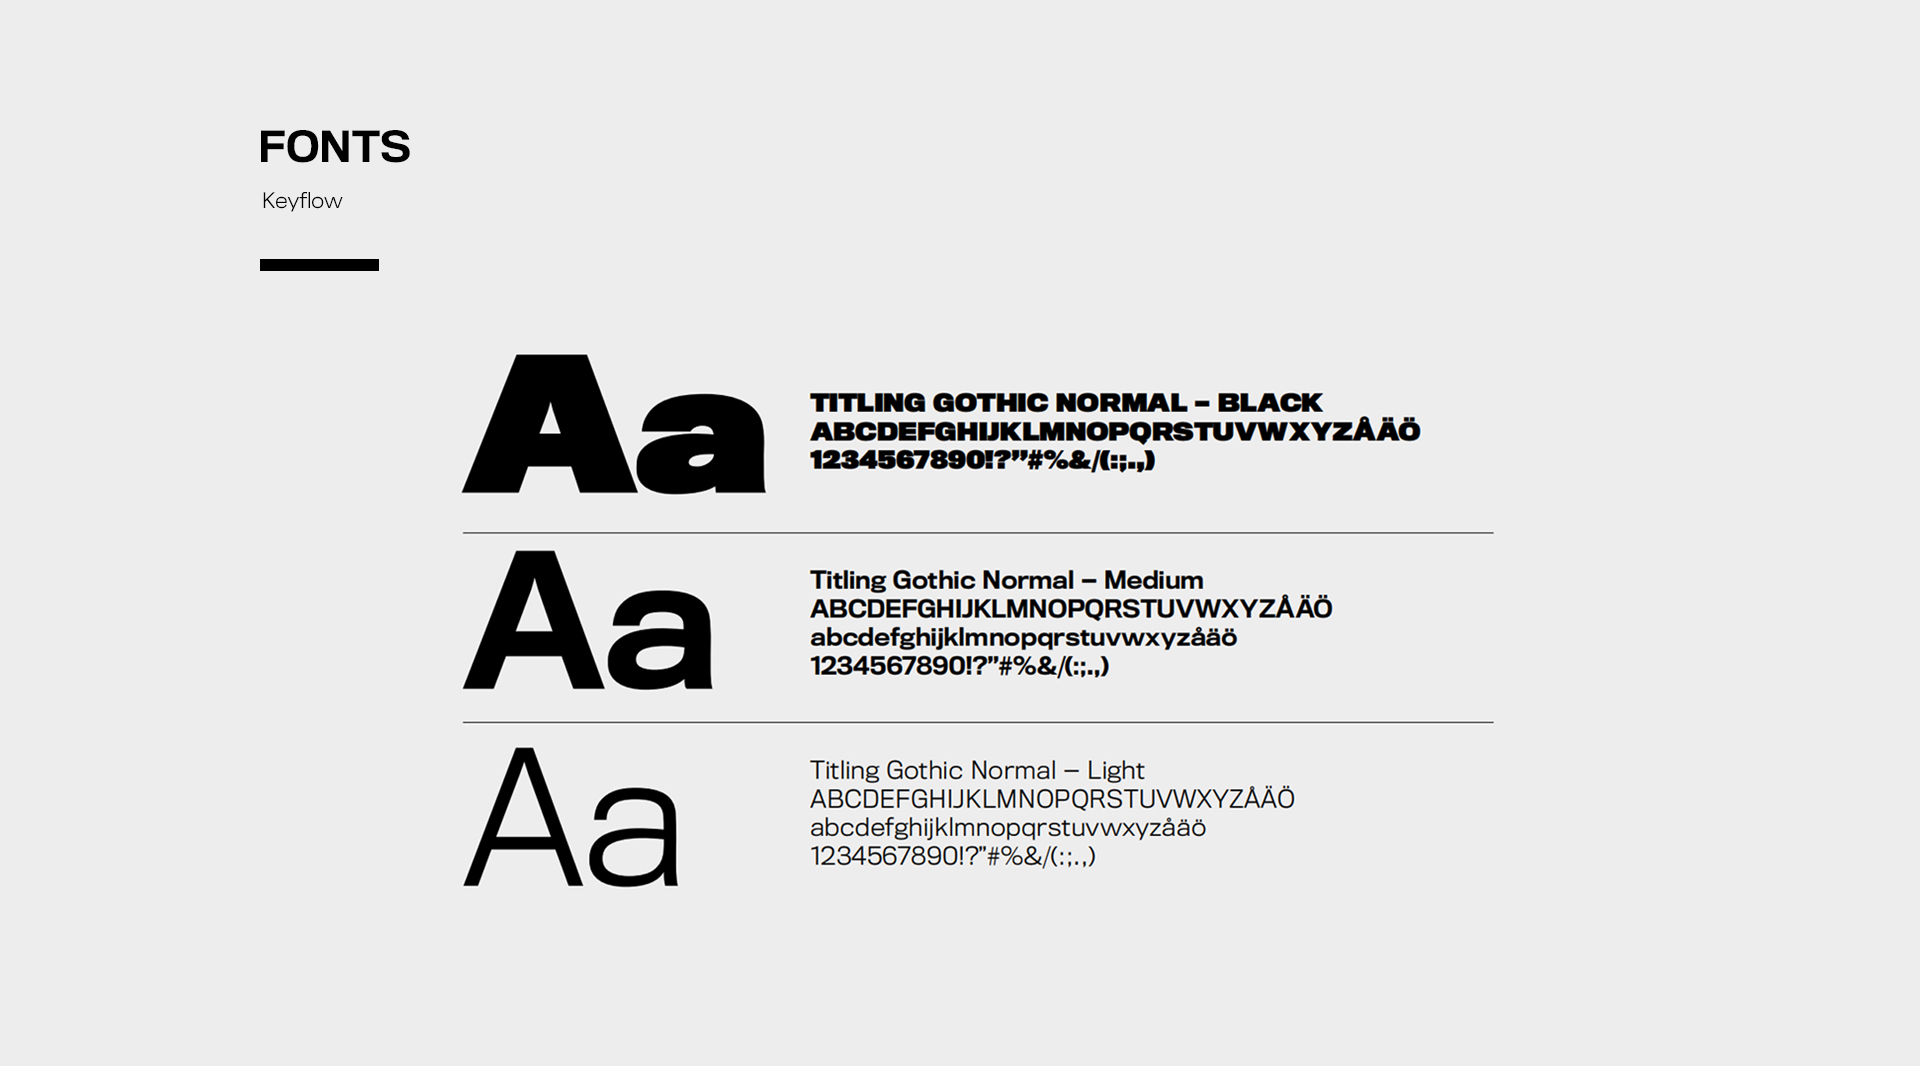 FONTS
Keyflow
Aa
TITLING GOTHIC NORMAL – BLACK
ABCDEFGHIJKLMNOPQRSTUVWXYZÅÄÖ
1234567890!?”#%&/(:;.,)
Aa
Titling Gothic Normal – Medium
ABCDEFGHIJKLMNOPQRSTUVWXYZÅÄÖ
abcdefghijklmnopqrstuvwxyzåäö
1234567890!?”#%&/(:;.,)
Aa
Titling Gothic Normal – Light
ABCDEFGHIJKLMNOPQRSTUVWXYZÅÄÖ
abcdefghijklmnopqrstuvwxyzåäö
1234567890!?”#%&/(:;.,)